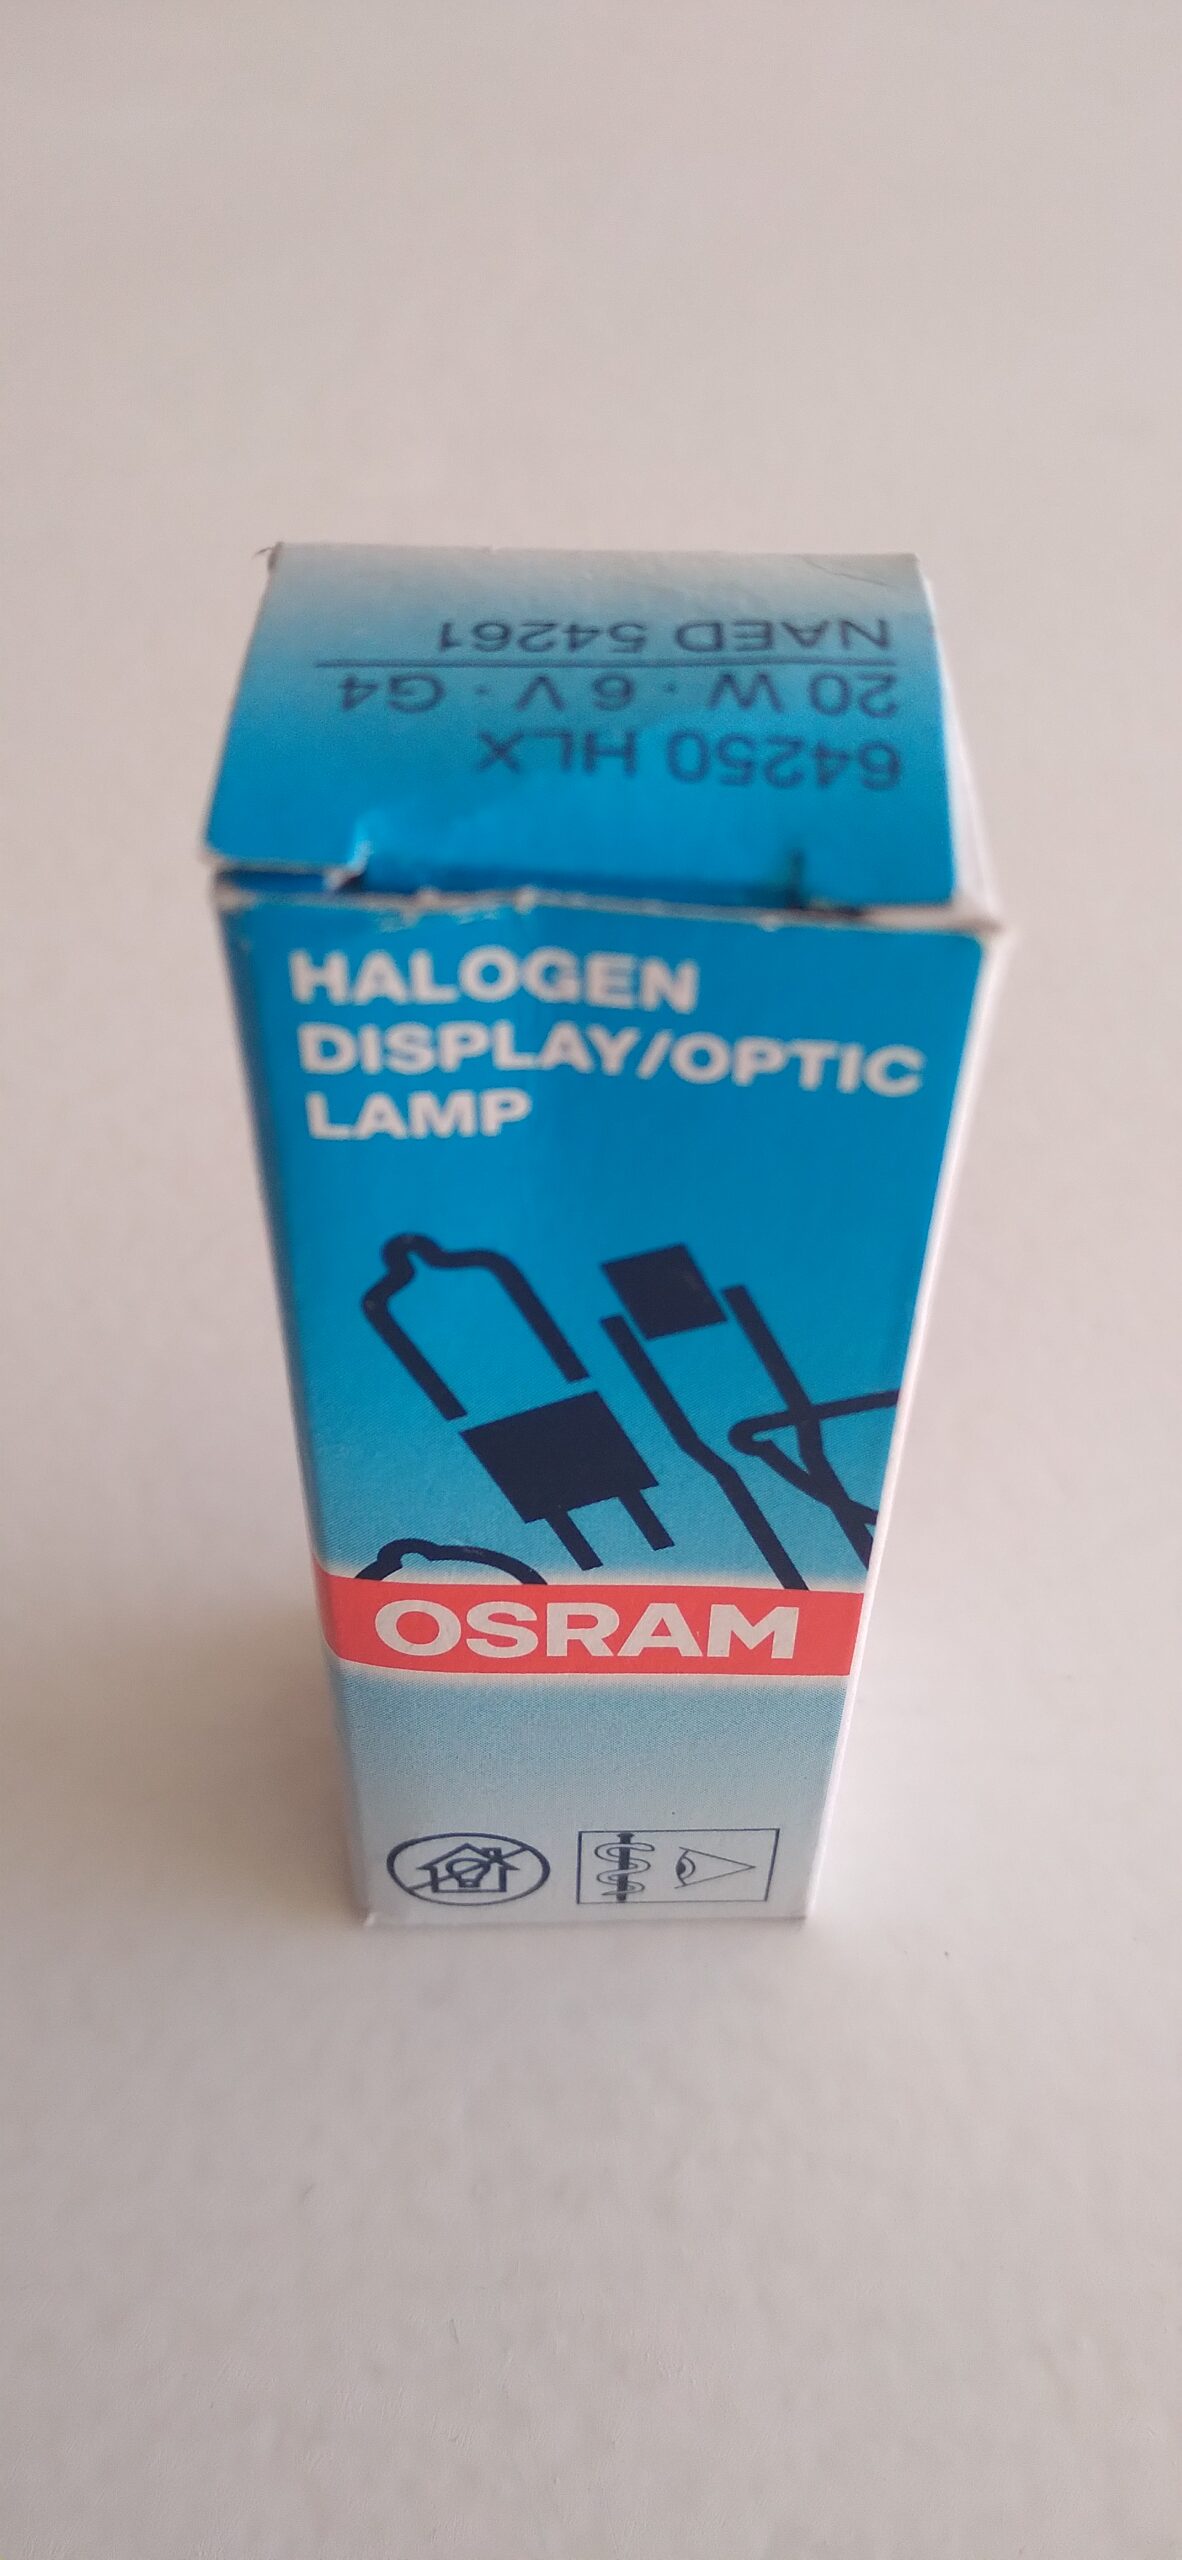 64250 HLX
20 W · 6 V · G4
NAED 54261
HALOGEN
DISPLAY/OPTIC
LAMP
OSRAM